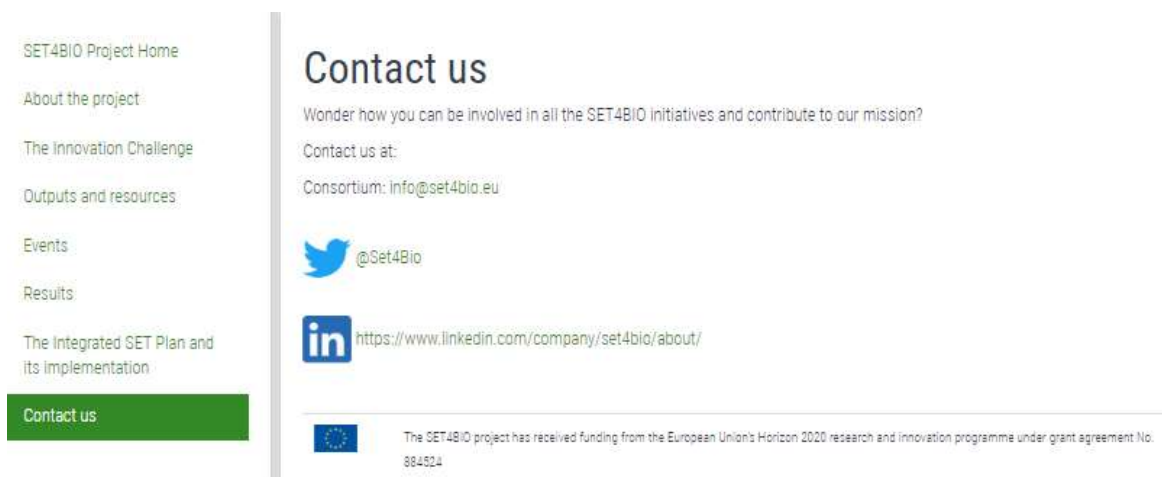 SET4BIO Project Home
About the project
The Innovation Challenge
Outputs and resources
Events
Results
The Integrated SET Plan and
its implementation
Contact us
Contact us
Wonder how you can be involved in all the SET4BIO initiatives and contribute to our mission?
Contact us at:
Consortium: info@set4bio.eu
@Set4Bio
in https://www.linkedin.com/company/set4bio/about/
The SET4BIO project has received funding from the European Union's Horizon 2020 research and innovation programme under grant agreement No.
884524